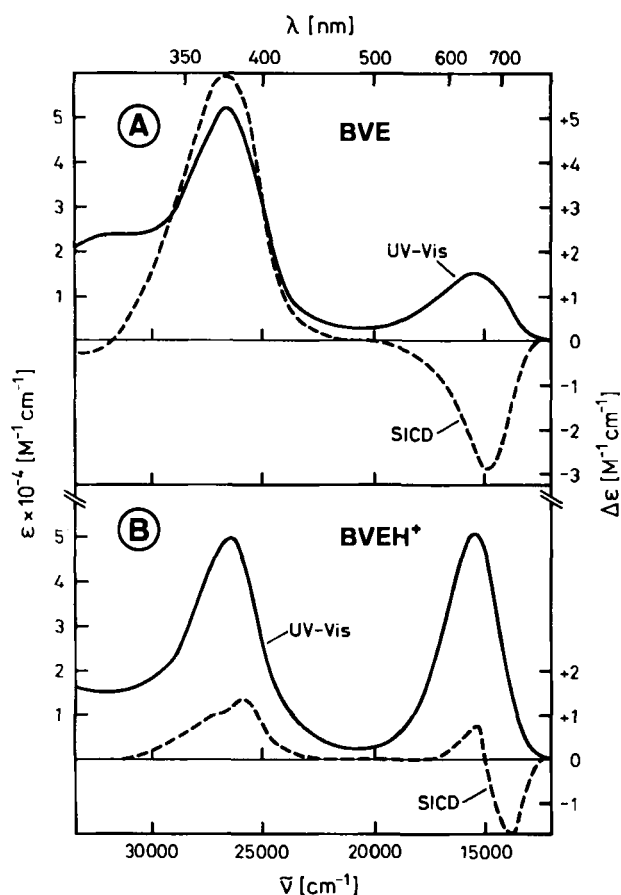 λ [nm]
350 400 500 600 700
A
BVE
5
4
3
2
1
+5
+4
+3
+2
+1
0
-1
-2
-3
UV-Vis
SICD
ε × 10⁻⁴ [M⁻¹ cm⁻¹]
Δε [M⁻¹ cm⁻¹]
B
BVEH⁺
5
4
3
2
1
+2
+1
0
-1
UV-Vis
SICD
30000 25000 20000 15000
ν̃ [cm⁻¹]